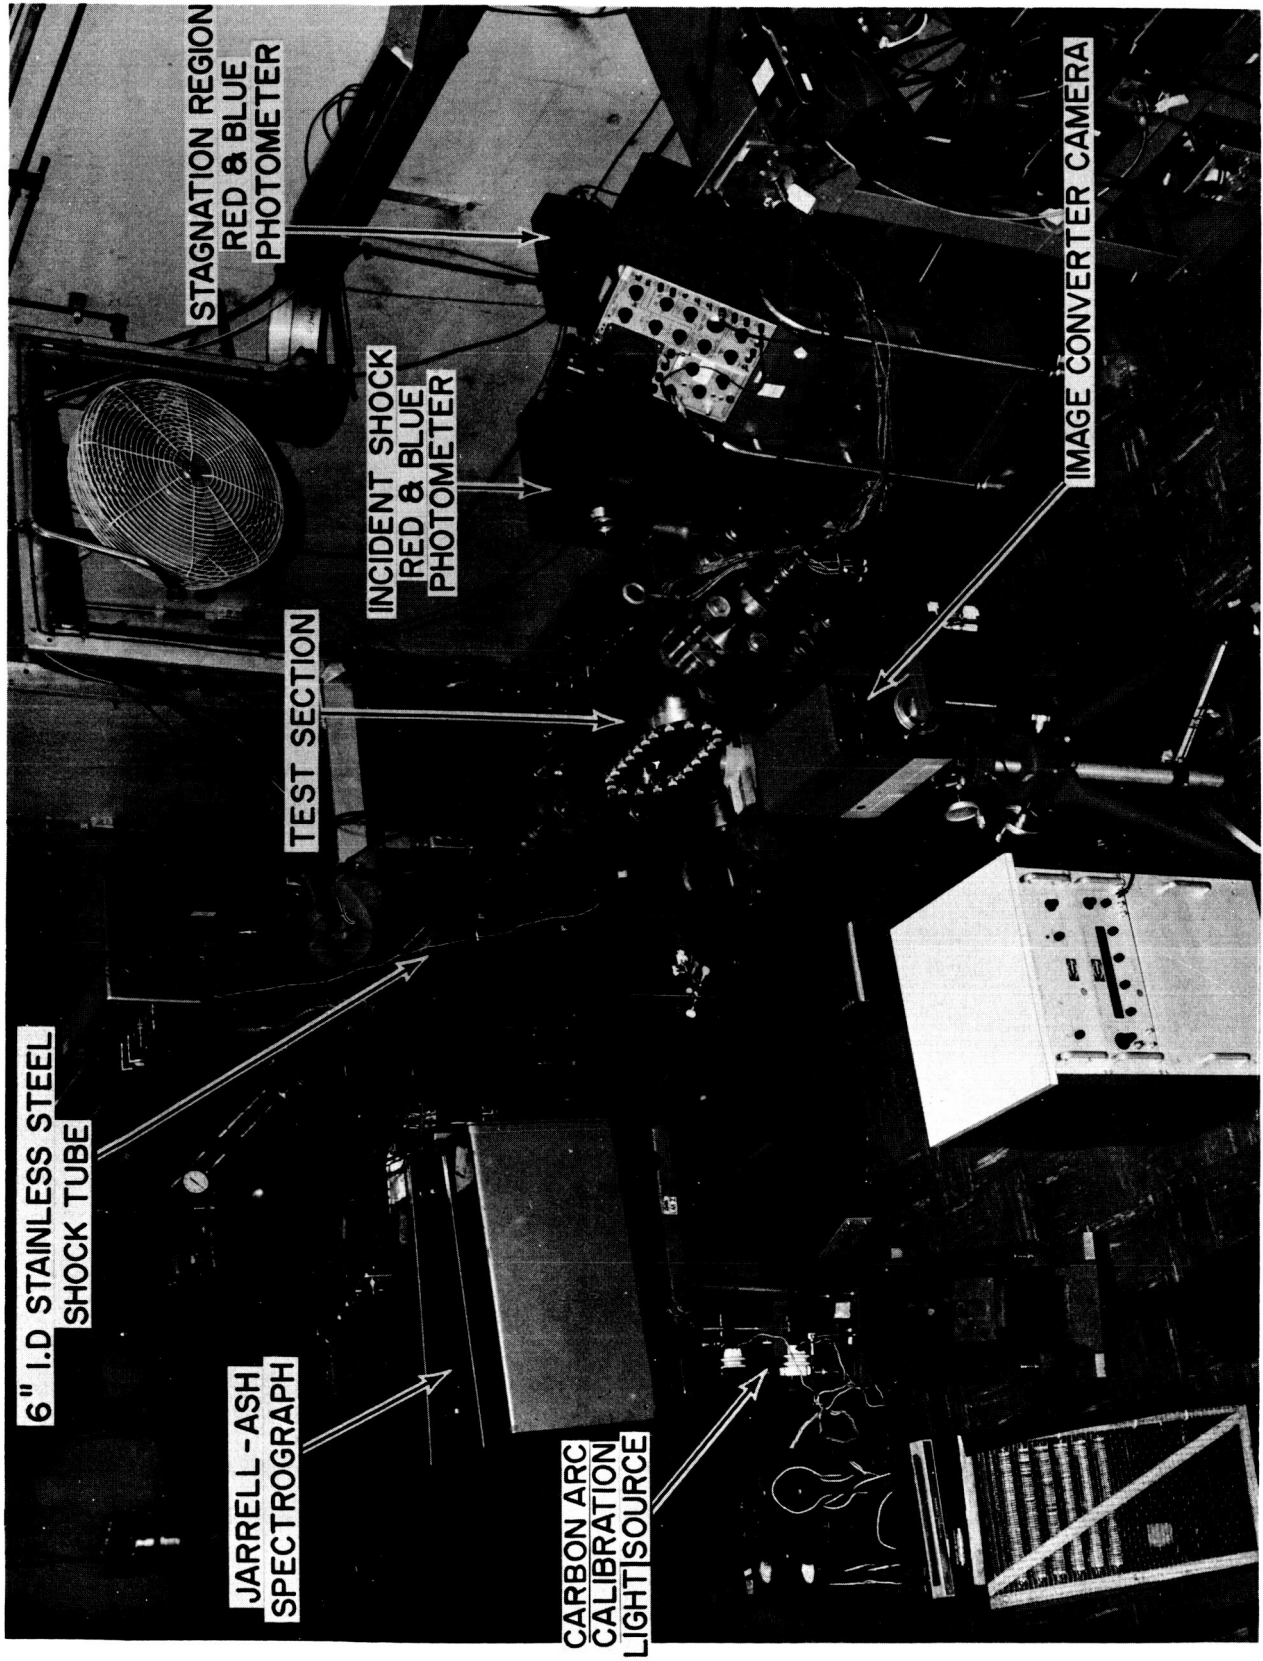 6" I.D STAINLESS STEEL
SHOCK TUBE
JARRELL-ASH
SPECTROGRAPH
CARBON ARC
CALIBRATION
LIGHT SOURCE
TEST SECTION
INCIDENT SHOCK
RED & BLUE
PHOTOMETER
STAGNATION REGION
RED & BLUE
PHOTOMETER
IMAGE CONVERTER CAMERA